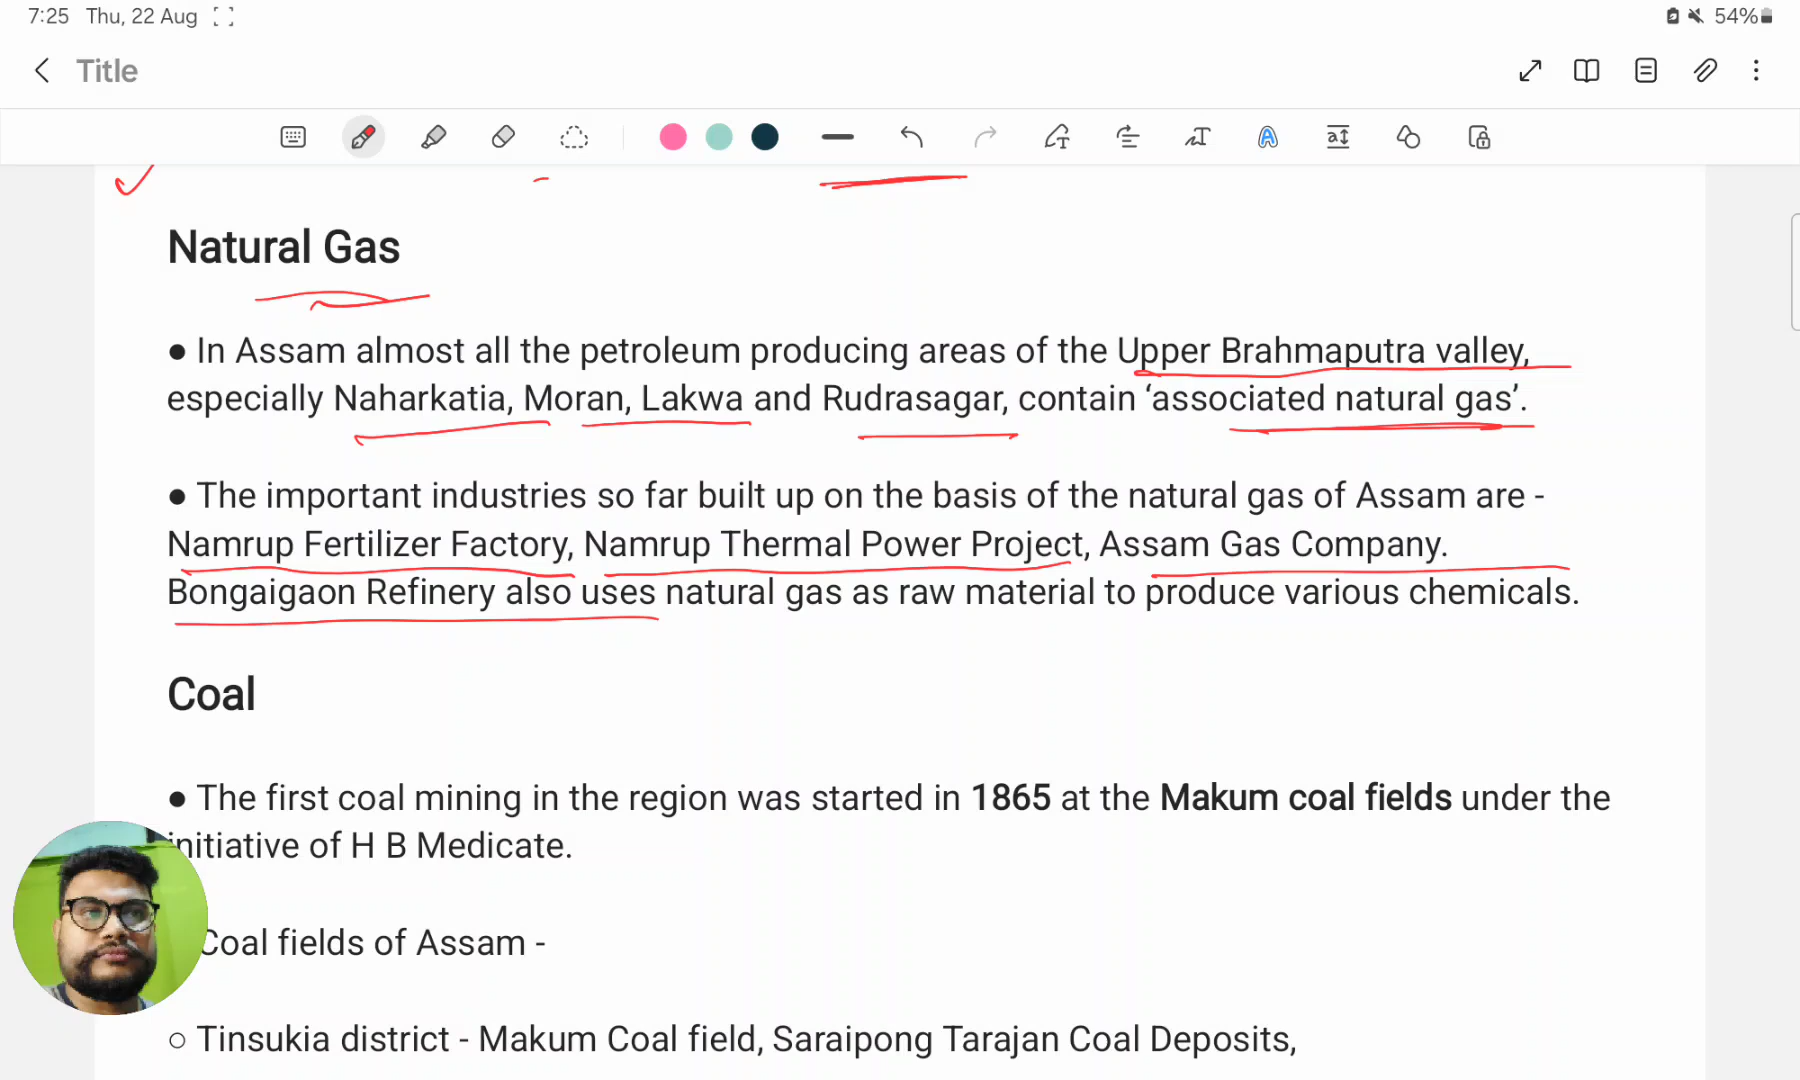 7:25 Thu, 22 Aug
54%
Title
Natural Gas
● In Assam almost all the petroleum producing areas of the Upper Brahmaputra valley,
especially Naharkatia, Moran, Lakwa and Rudrasagar, contain ‘associated natural gas’.
● The important industries so far built up on the basis of the natural gas of Assam are -
Namrup Fertilizer Factory, Namrup Thermal Power Project, Assam Gas Company.
Bongaigaon Refinery also uses natural gas as raw material to produce various chemicals.
Coal
● The first coal mining in the region was started in 1865 at the Makum coal fields under the
initiative of H B Medicate.
Coal fields of Assam -
○ Tinsukia district - Makum Coal field, Saraipong Tarajan Coal Deposits,